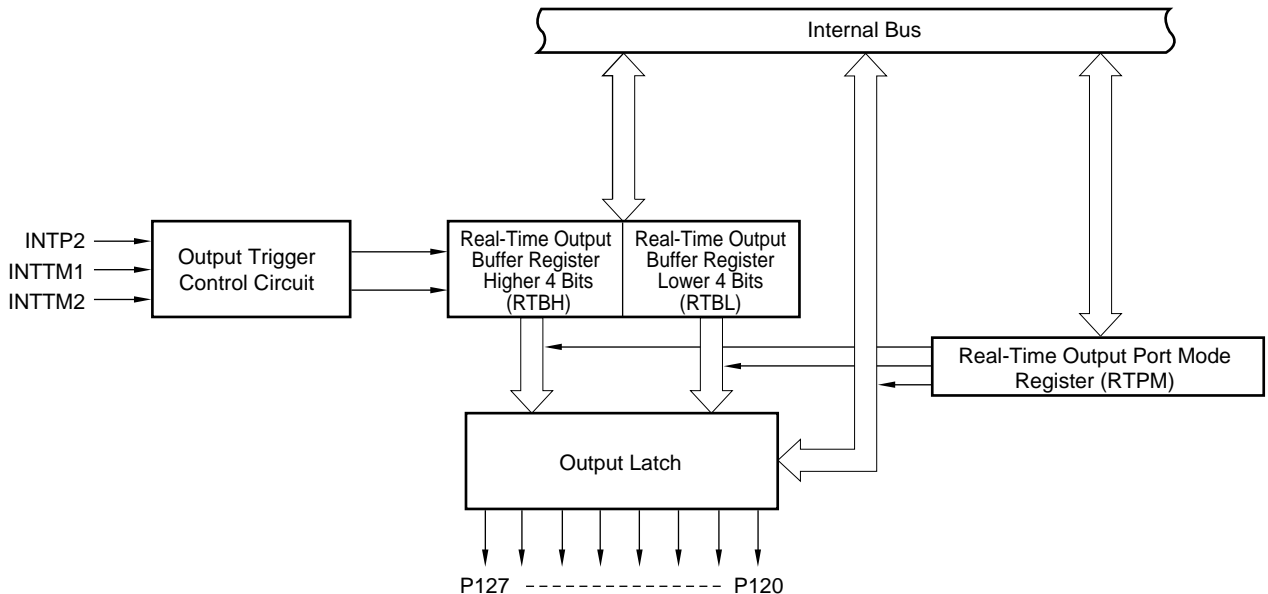 Internal Bus
INTP2
INTTM1
INTTM2
Output Trigger
Control Circuit
Real-Time Output
Buffer Register
Higher 4 Bits
(RTBH)
Real-Time Output
Buffer Register
Lower 4 Bits
(RTBL)
Real-Time Output Port Mode
Register (RTPM)
Output Latch
P127
P120